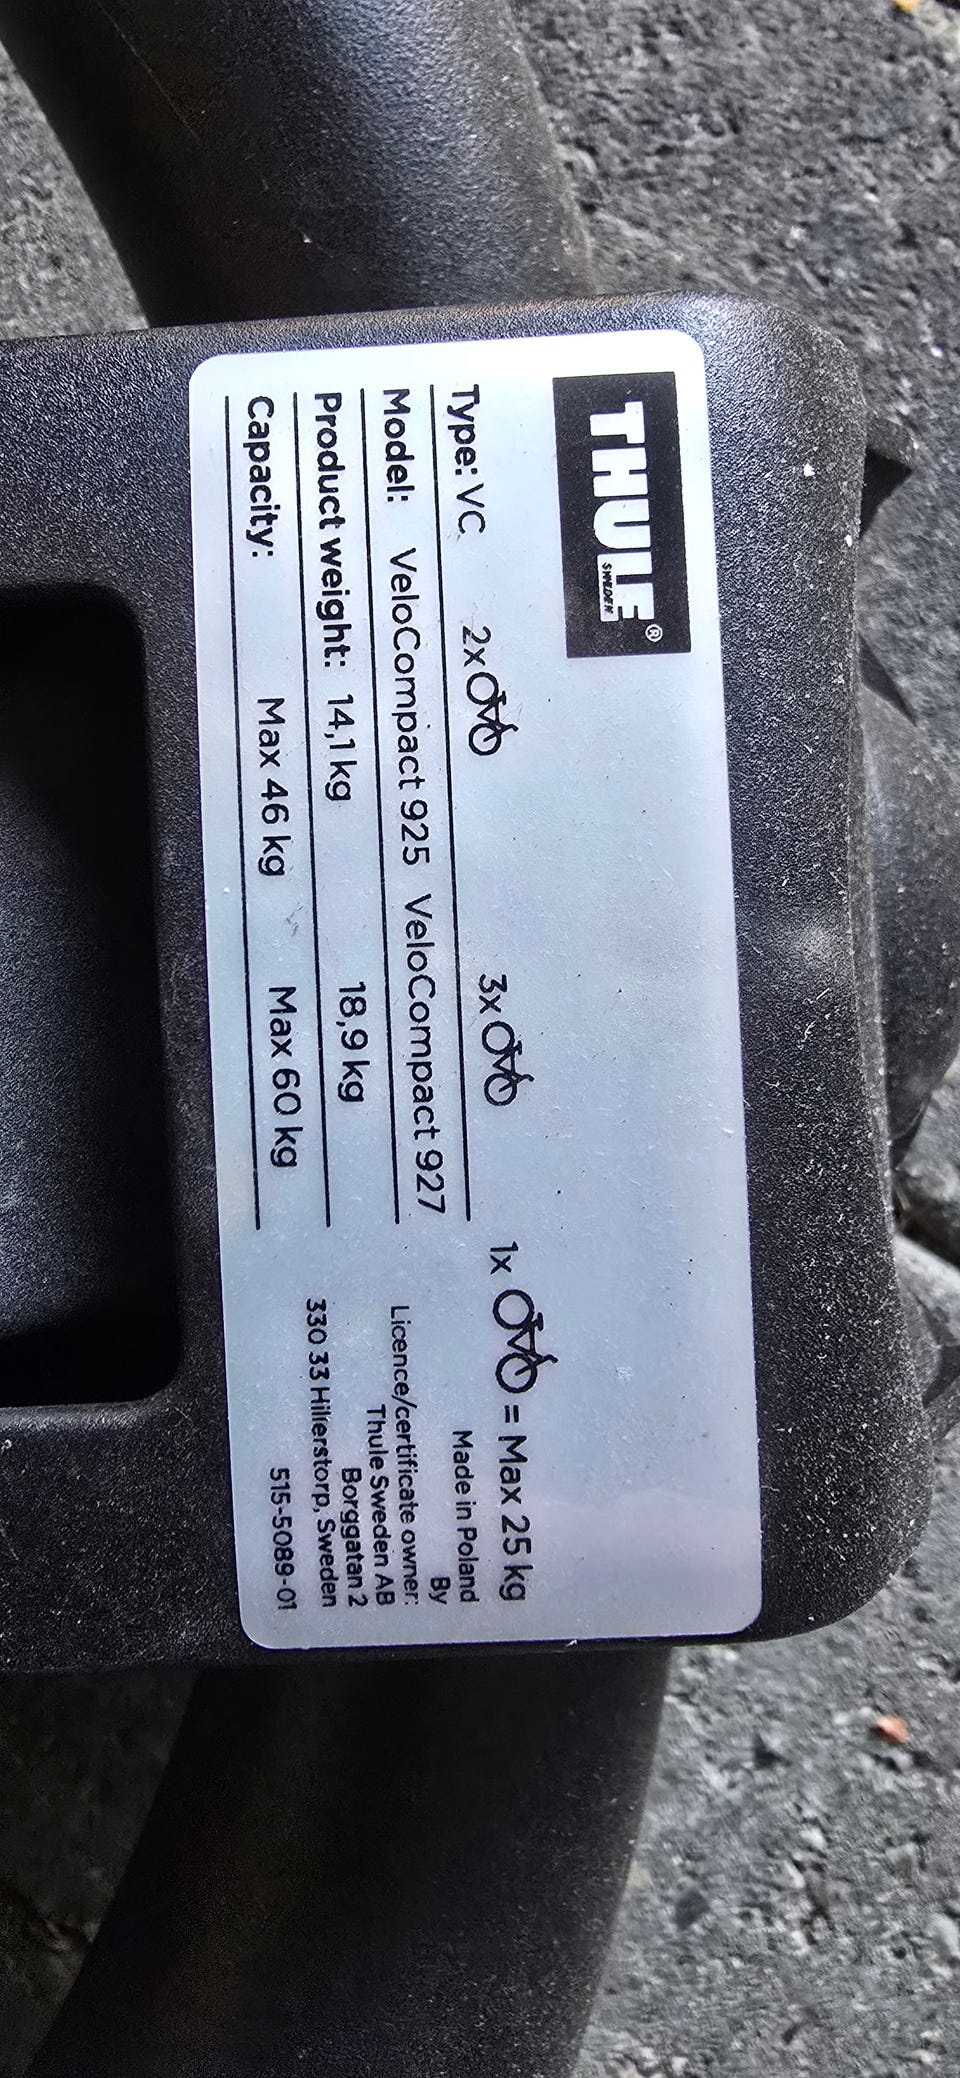 THULE®
SWEDEN
2x 3x 1x = Max 25 kg
Type: VC
Model: VeloCompact 925 VeloCompact 927
Product weight: 14,1 kg 18,9 kg
Capacity: Max 46 kg Max 60 kg
Made in Poland
By
Licence/certificate owner:
Thule Sweden AB
Borggatan 2
330 33 Hillerstorp, Sweden
515-5089-01